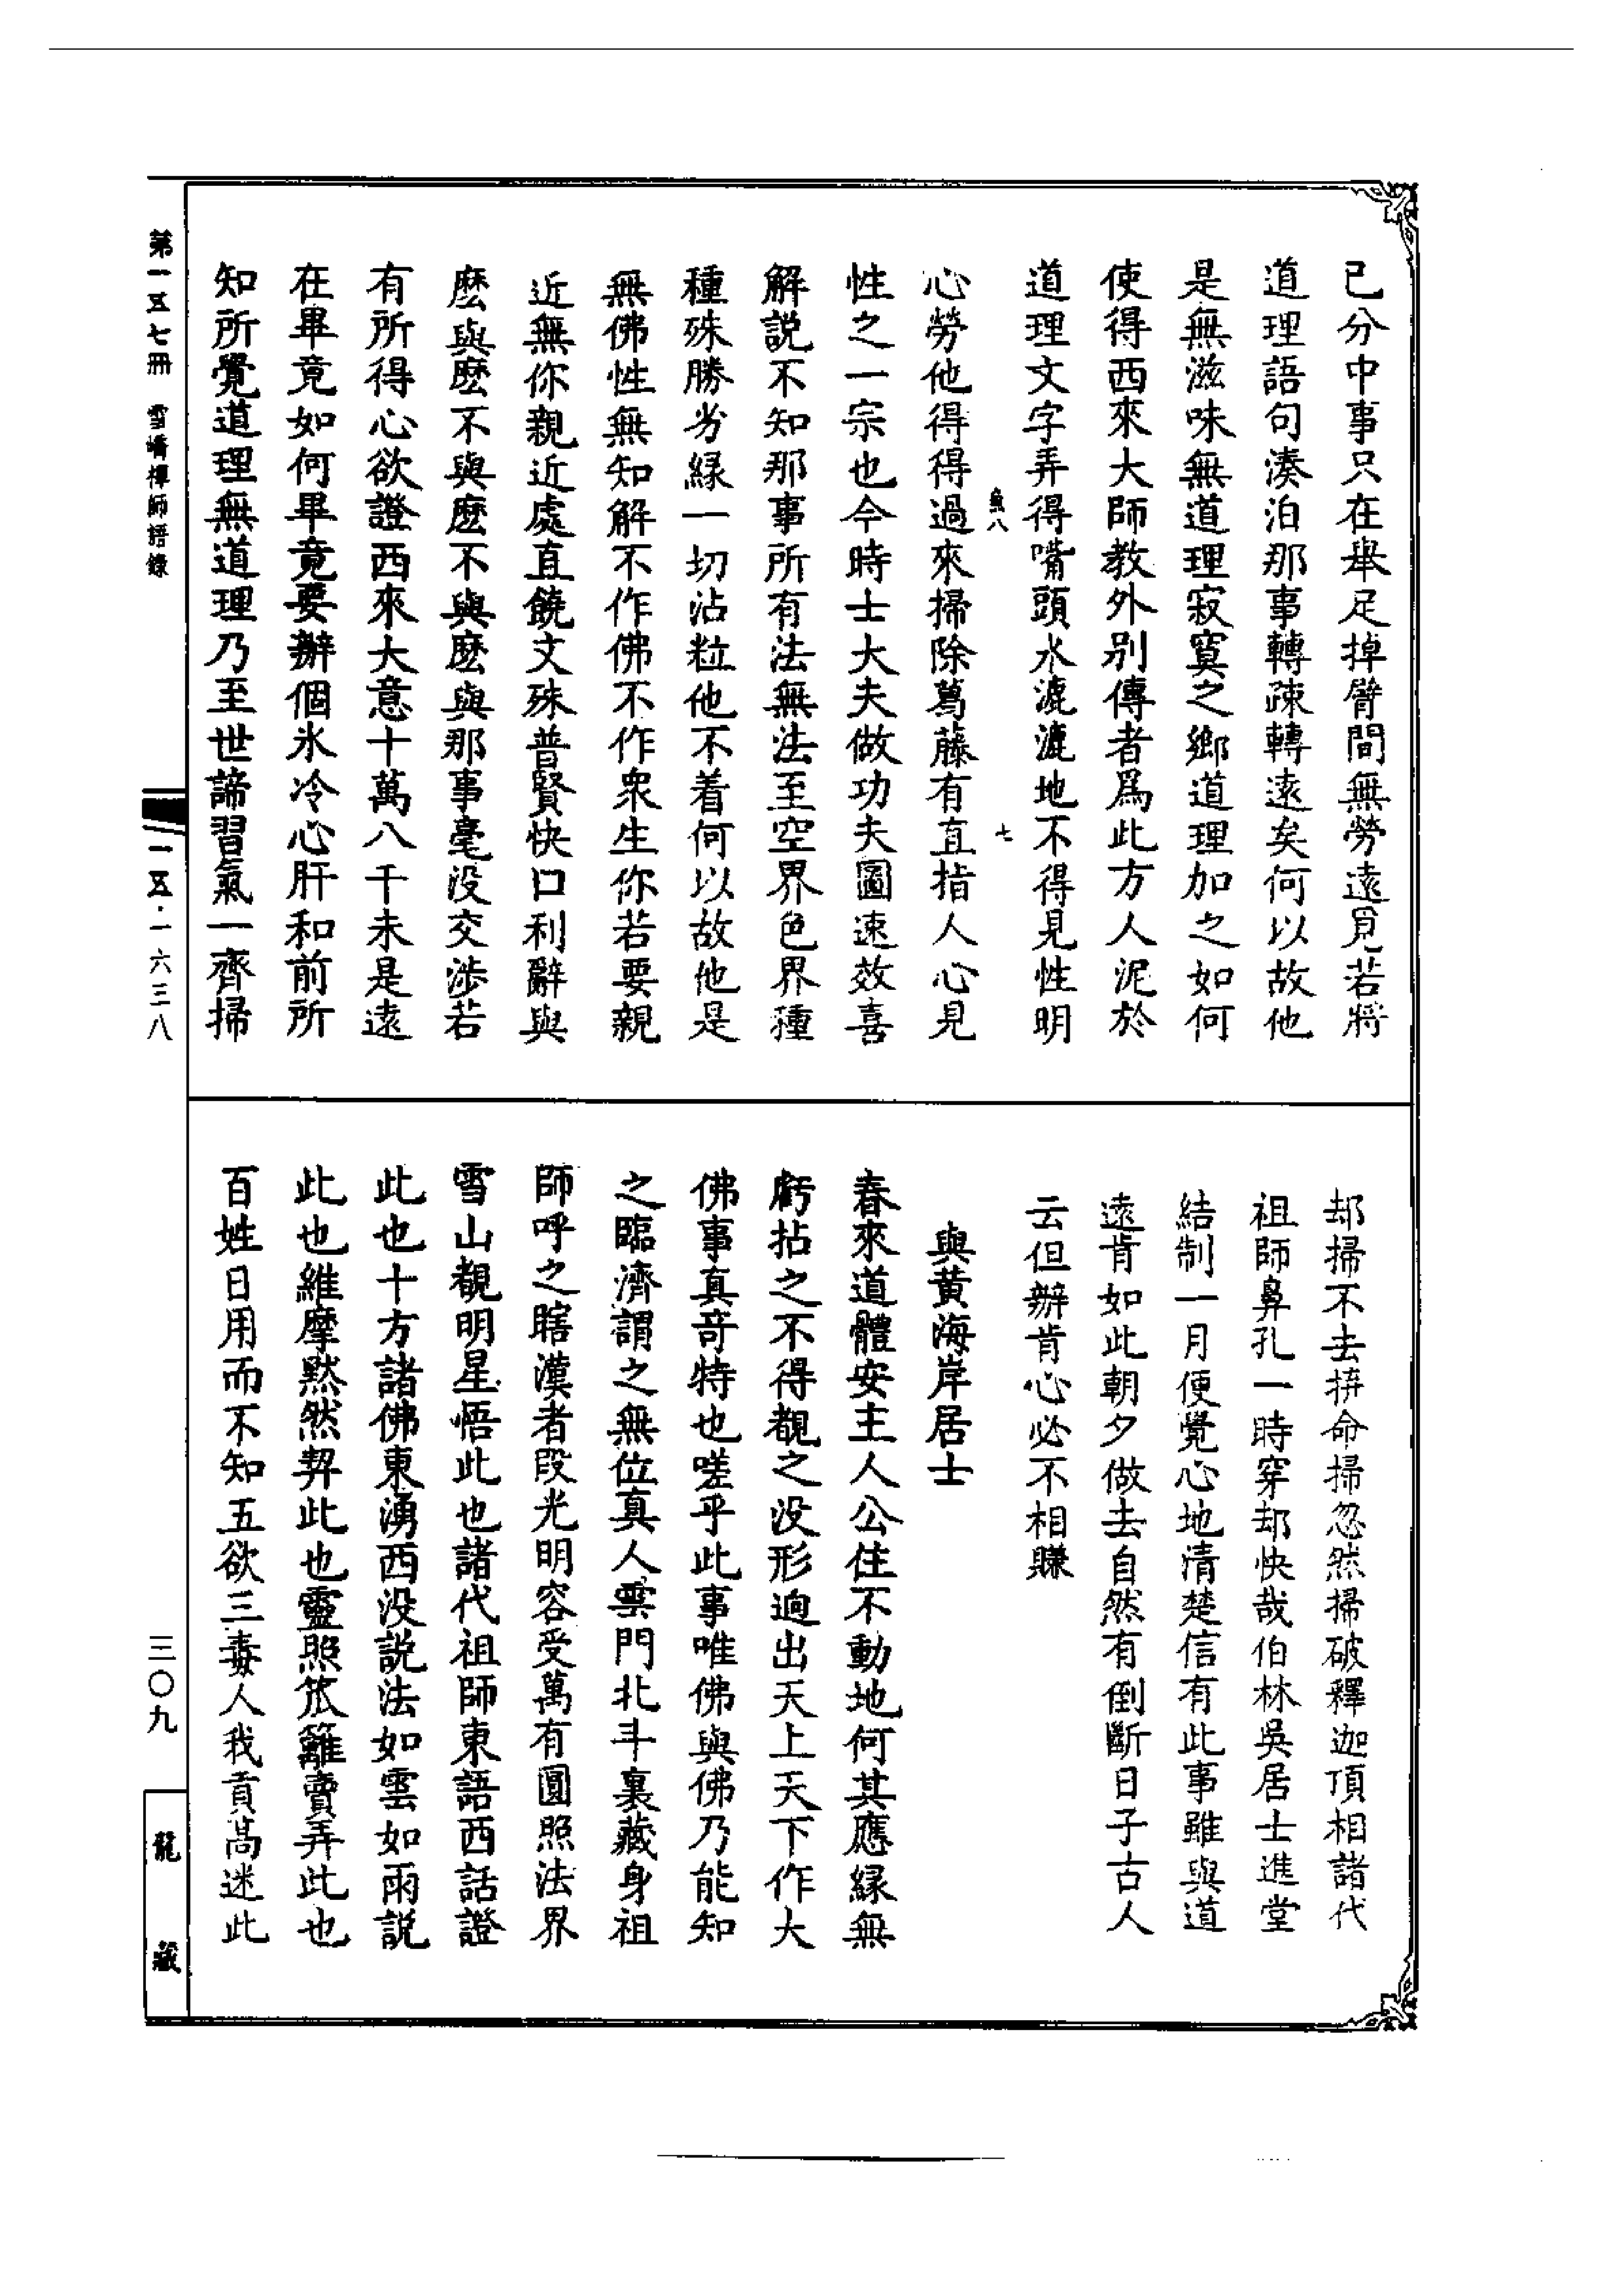 已分中事只在舉足掉臂間無勞遠覓若將
道理語句湊泊那事轉疎轉遠矣何以故他
是無滋味無道理寂寞之鄉道理加之如何
使得西來大師教外別傳者爲此方人泥於
道理文字弄得嘴頭水漉漉地不得見性明
八
七
心勞他得得過來掃除葛藤有直指人心見
性之一宗也今時士大夫做功夫圖速效喜
解説不知那事所有法無法至空界色界種
種殊勝劣緣一切沾粒他不着何以故他是
無佛性無知解不作佛不作衆生你若要親
近無你親近處直饒文殊普賢快口利辭與
麽與麽不與麽不與麽與那事毫没交渉若
有所得心欲證西來大意十萬八千未是遠
在畢竟如何畢竟要辦個氷冷心肝和前所
知所覺道理無道理乃至世諦習氣一齊掃
却掃不去拚命掃忽然掃破釋迦頂相諸代
祖師鼻孔一時穿却快哉伯林吳居士進堂
結制一月便覺心地清楚信有此事雖與道
遠肯如此朝夕做去自然有倒斷日子古人
云但辦肯心必不相賺
與黃海岸居士
春來道體安主人公住不動地何其應緣無
虧拈之不得覩之没形逈出天上天下作大
佛事真奇特也嗟乎此事唯佛與佛乃能知
之臨濟謂之無位真人雲門北斗裏藏身祖
師呼之瞎漢者段光明容受萬有圓照法界
雪山覩明星悟此也諸代祖師東語西話證
此也十方諸佛東湧西没説法如雲如雨説
此也維摩黙然契此也靈照笊籬賣弄此也
百姓日用而不知五欲三毒人我貢高迷此
第一五七冊 雪嶠禪師語錄
一五·一六三八
三〇九
龍藏